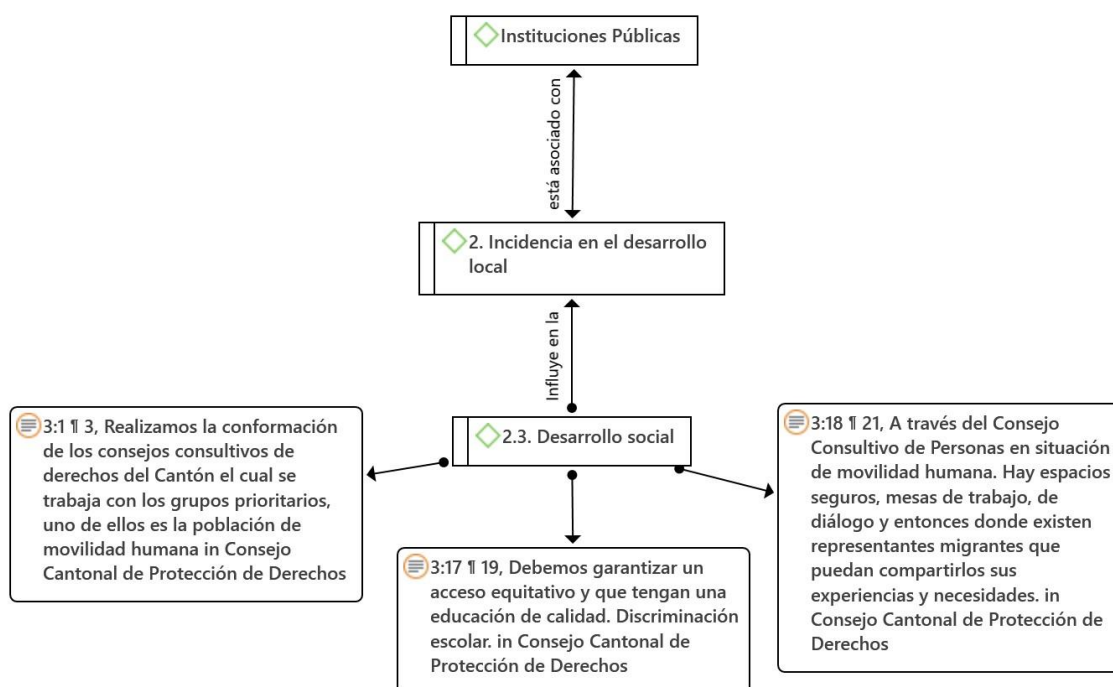 Instituciones Públicas
está asociado con
2. Incidencia en el desarrollo
local
Influye en la
2.3. Desarrollo social
3:1 ¶ 3, Realizamos la conformación
de los consejos consultivos de
derechos del Cantón el cual se
trabaja con los grupos prioritarios,
uno de ellos es la población de
movilidad humana in Consejo
Cantonal de Protección de Derechos
3:17 ¶ 19, Debemos garantizar un
acceso equitativo y que tengan una
educación de calidad. Discriminación
escolar. in Consejo Cantonal de
Protección de Derechos
3:18 ¶ 21, A través del Consejo
Consultivo de Personas en situación
de movilidad humana. Hay espacios
seguros, mesas de trabajo, de
diálogo y entonces donde existen
representantes migrantes que
puedan compartirlos sus
experiencias y necesidades. in
Consejo Cantonal de Protección de
Derechos